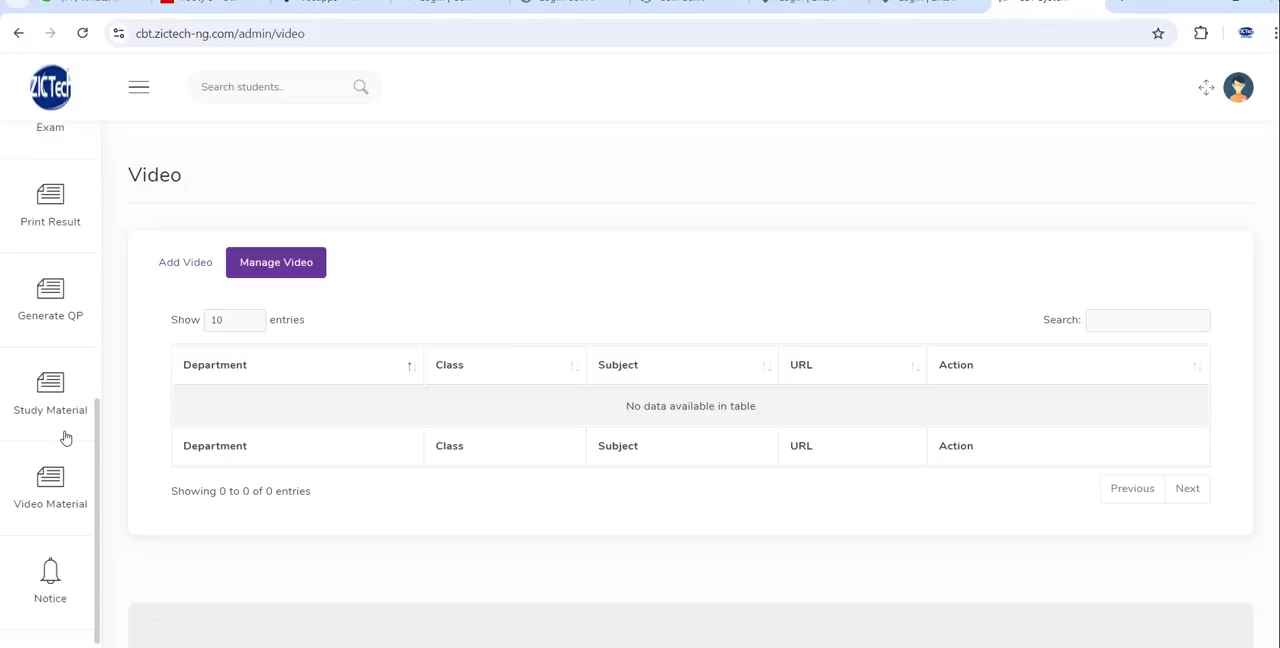 cbt.zictech-ng.com/admin/video
ZICTech
Search students..
Exam
Print Result
Generate QP
Study Material
Video Material
Notice
Video
Add Video
Manage Video
Show 10 entries
Search:
Department Class Subject URL Action
No data available in table
Department Class Subject URL Action
Showing 0 to 0 of 0 entries
Previous Next